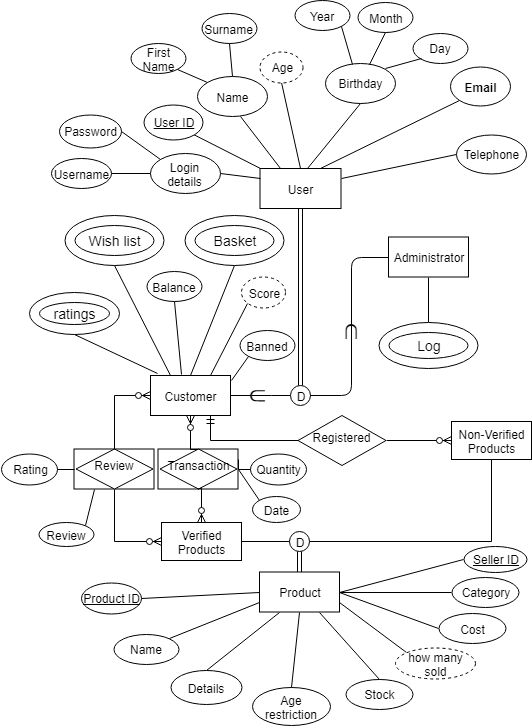 Year
Month
Surname
First
Name
Age
Day
Birthday
Email
Name
User ID
Password
Telephone
Login
details
Username
User
Wish list
Basket
Administrator
Balance
Score
ratings
Banned
Log
Customer
D
Registered
Non-Verified
Products
Rating
Review
Transaction
Quantity
Date
Review
Verified
Products
D
Seller ID
Product
Category
Product ID
Cost
Name
how many
sold
Details
Stock
Age
restriction